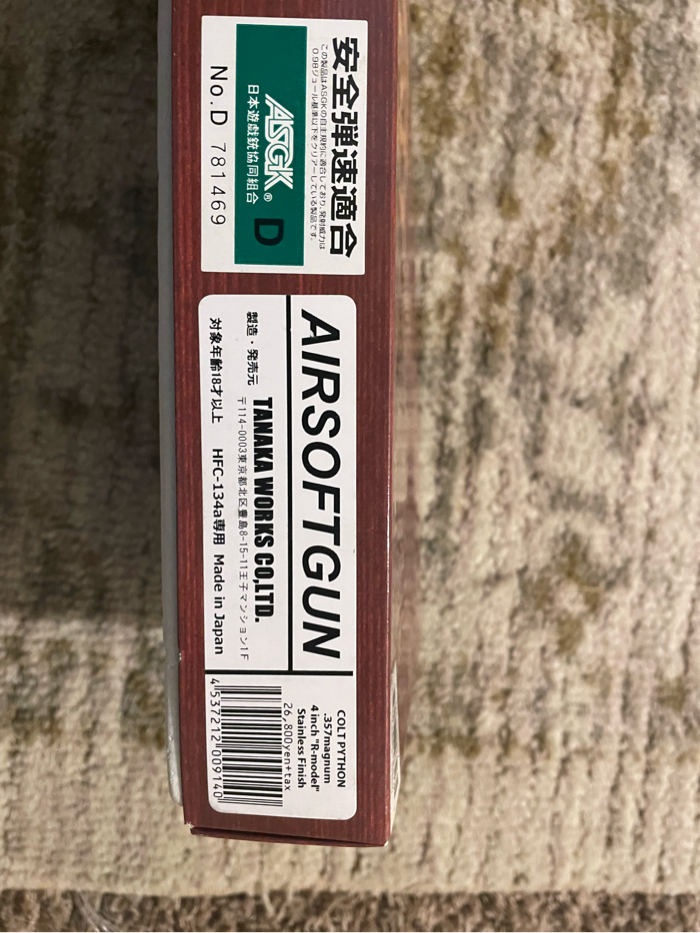 安全弾速適合
この製品はASGKの自主規約に適合しており、発射威力は
0.98ジュール基準以下をクリアーしている製品です。
ASGK® D
日本遊戯銃協同組合
No.D 781469
AIRSOFTGUN
製造・発売元 TANAKA WORKS CO,LTD.
〒114-0003東京都北区豊島8-15-11王子マンション1F
対象年齢18才以上 HFC-134a専用 Made in Japan
COLT PYTHON
.357magnum
4 inch "R-model"
Stainless Finish
26,800yen+tax
4 537212 009140